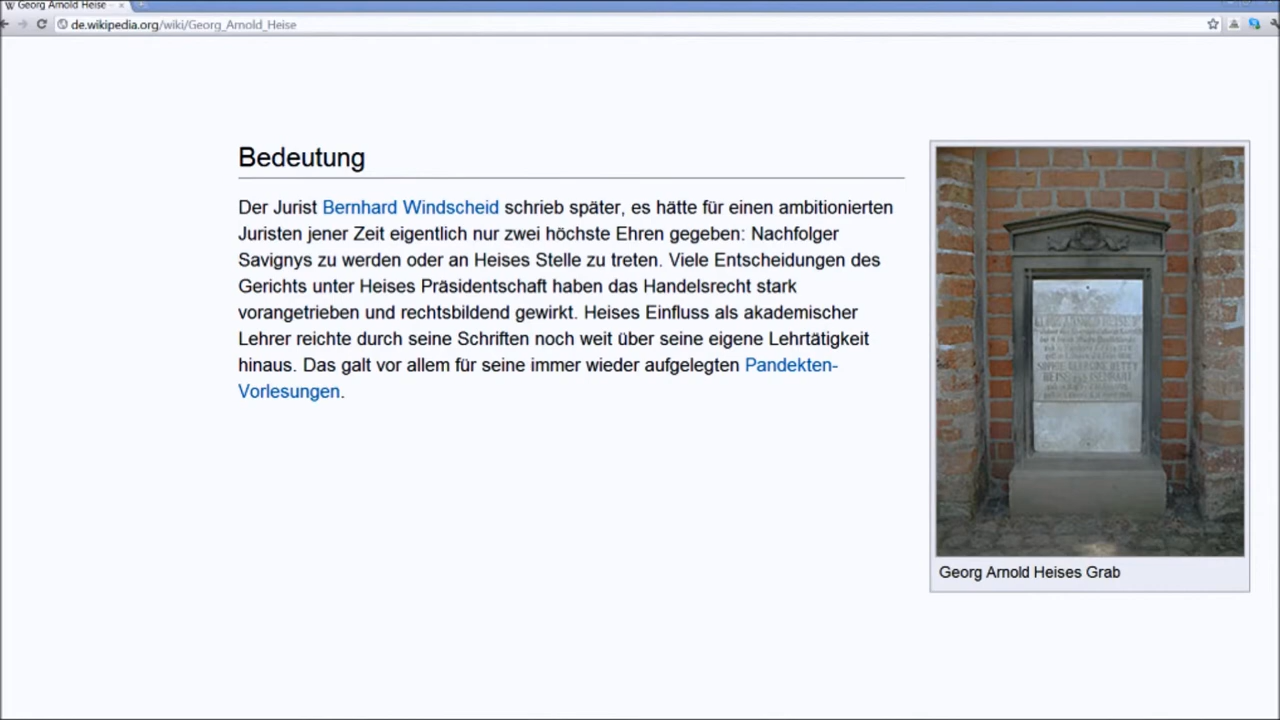 Georg Arnold Heise –
de.wikipedia.org/wiki/Georg_Arnold_Heise
Bedeutung
Der Jurist Bernhard Windscheid schrieb später, es hätte für einen ambitionierten
Juristen jener Zeit eigentlich nur zwei höchste Ehren gegeben: Nachfolger
Savignys zu werden oder an Heises Stelle zu treten. Viele Entscheidungen des
Gerichts unter Heises Präsidentschaft haben das Handelsrecht stark
vorangetrieben und rechtsbildend gewirkt. Heises Einfluss als akademischer
Lehrer reichte durch seine Schriften noch weit über seine eigene Lehrtätigkeit
hinaus. Das galt vor allem für seine immer wieder aufgelegten Pandekten-
Vorlesungen.
SOPHIE GEORGINE BETTY
HEISE
Georg Arnold Heises Grab